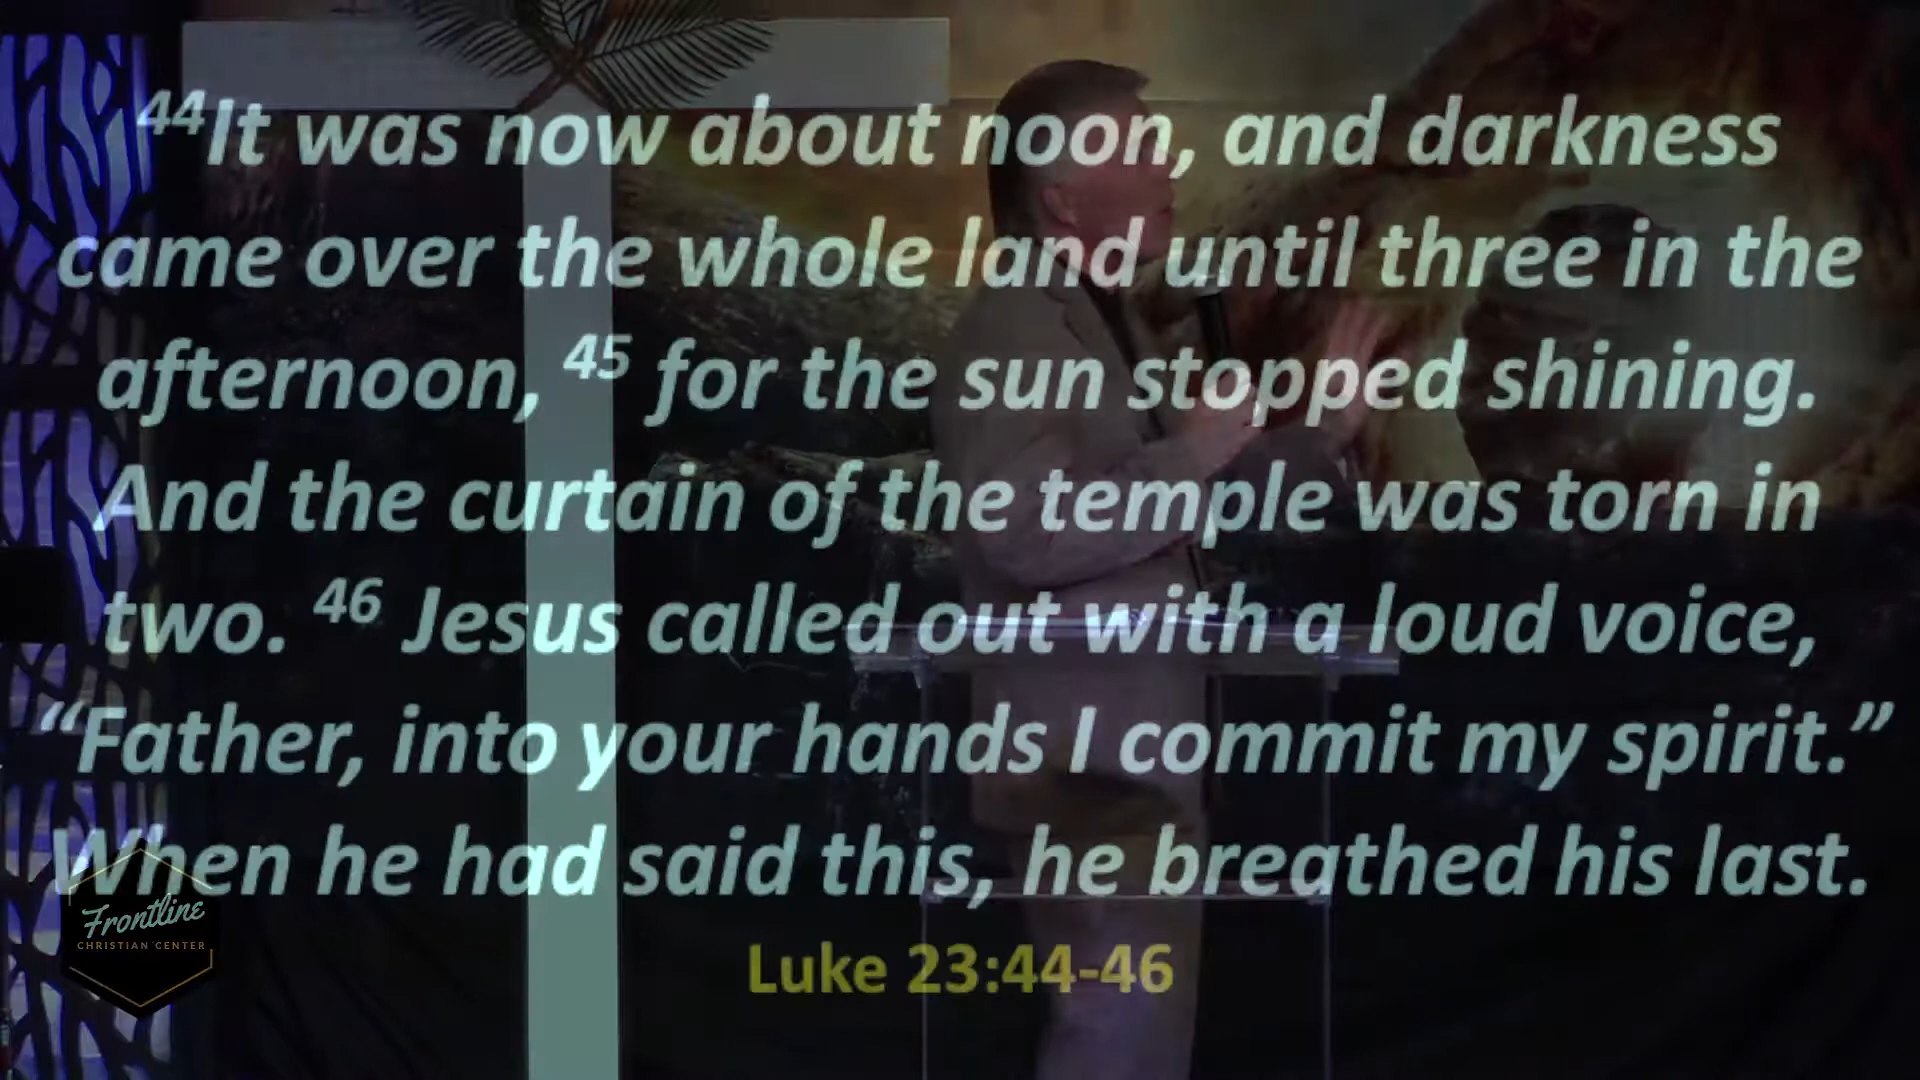 ⁴⁴It was now about noon, and darkness
came over the whole land until three in the
afternoon, ⁴⁵ for the sun stopped shining.
And the curtain of the temple was torn in
two. ⁴⁶ Jesus called out with a loud voice,
“Father, into your hands I commit my spirit.”
When he had said this, he breathed his last.
Luke 23:44-46
Frontline
CHRISTIAN CENTER